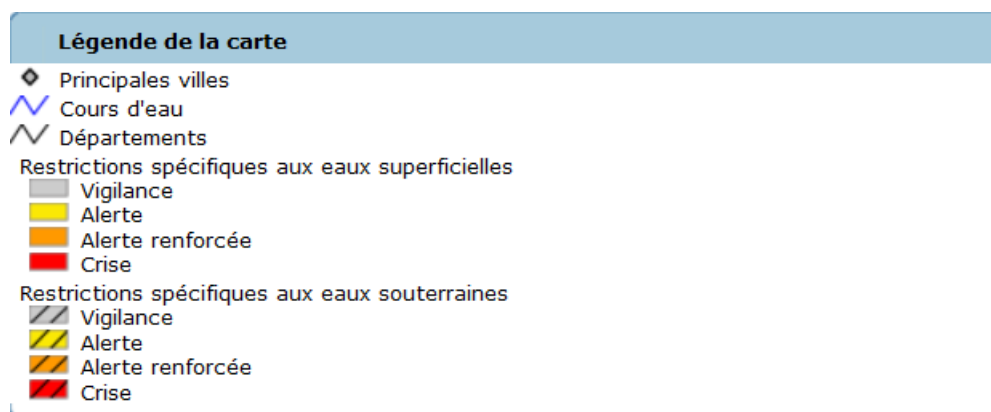 Légende de la carte
Principales villes
Cours d'eau
Départements
Restrictions spécifiques aux eaux superficielles
Vigilance
Alerte
Alerte renforcée
Crise
Restrictions spécifiques aux eaux souterraines
Vigilance
Alerte
Alerte renforcée
Crise